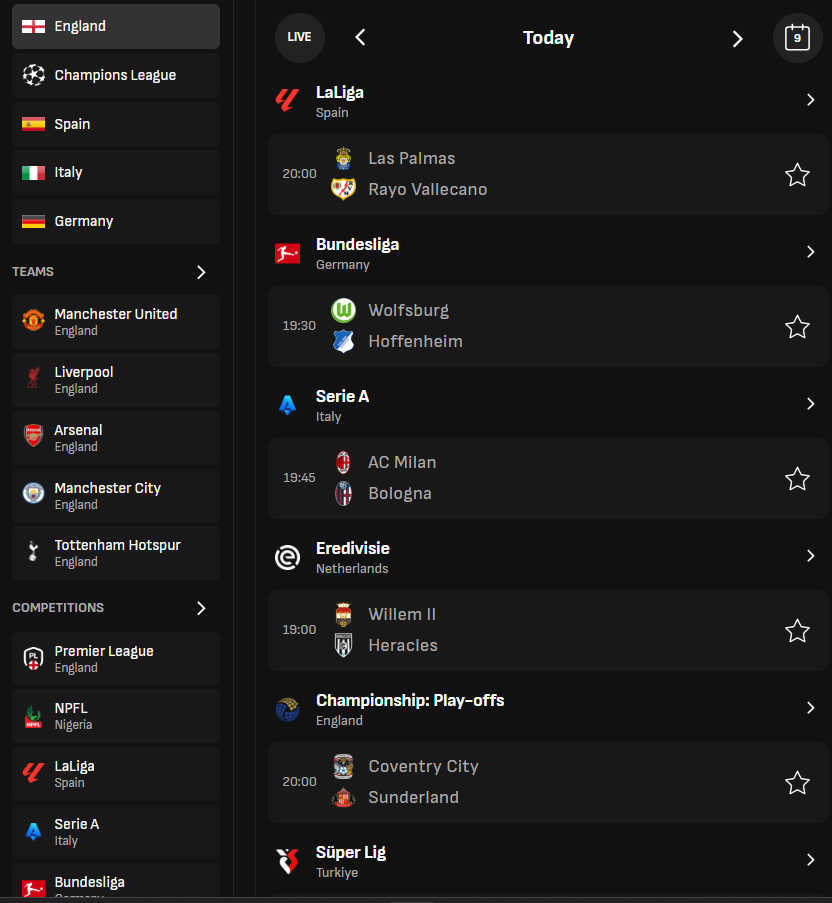 England
Champions League
Spain
Italy
Germany
TEAMS
Manchester United
England
Liverpool
England
Arsenal
England
Manchester City
England
Tottenham Hotspur
England
COMPETITIONS
Premier League
England
NPFL
Nigeria
LaLiga
Spain
Serie A
Italy
Bundesliga
Germany
LIVE
Today
9
LaLiga
Spain
20:00
Las Palmas
Rayo Vallecano
Bundesliga
Germany
19:30
Wolfsburg
Hoffenheim
Serie A
Italy
19:45
AC Milan
Bologna
Eredivisie
Netherlands
19:00
Willem II
Heracles
Championship: Play-offs
England
20:00
Coventry City
Sunderland
Süper Lig
Turkiye